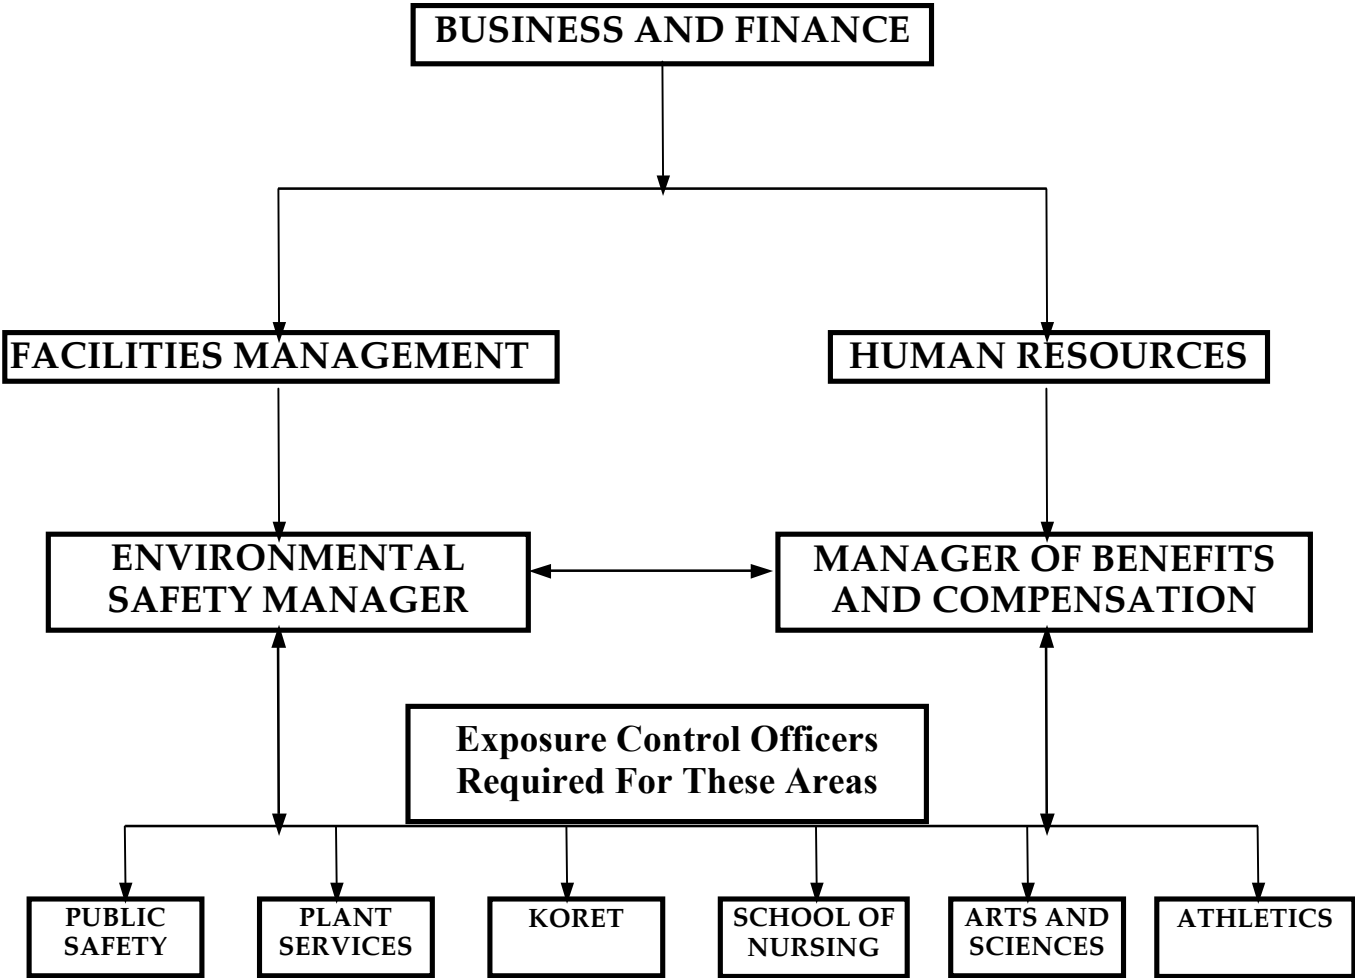 BUSINESS AND FINANCE
FACILITIES MANAGEMENT
HUMAN RESOURCES
ENVIRONMENTAL
SAFETY MANAGER
MANAGER OF BENEFITS
AND COMPENSATION
Exposure Control Officers
Required For These Areas
PUBLIC
SAFETY
PLANT
SERVICES
KORET
SCHOOL OF
NURSING
ARTS AND
SCIENCES
ATHLETICS